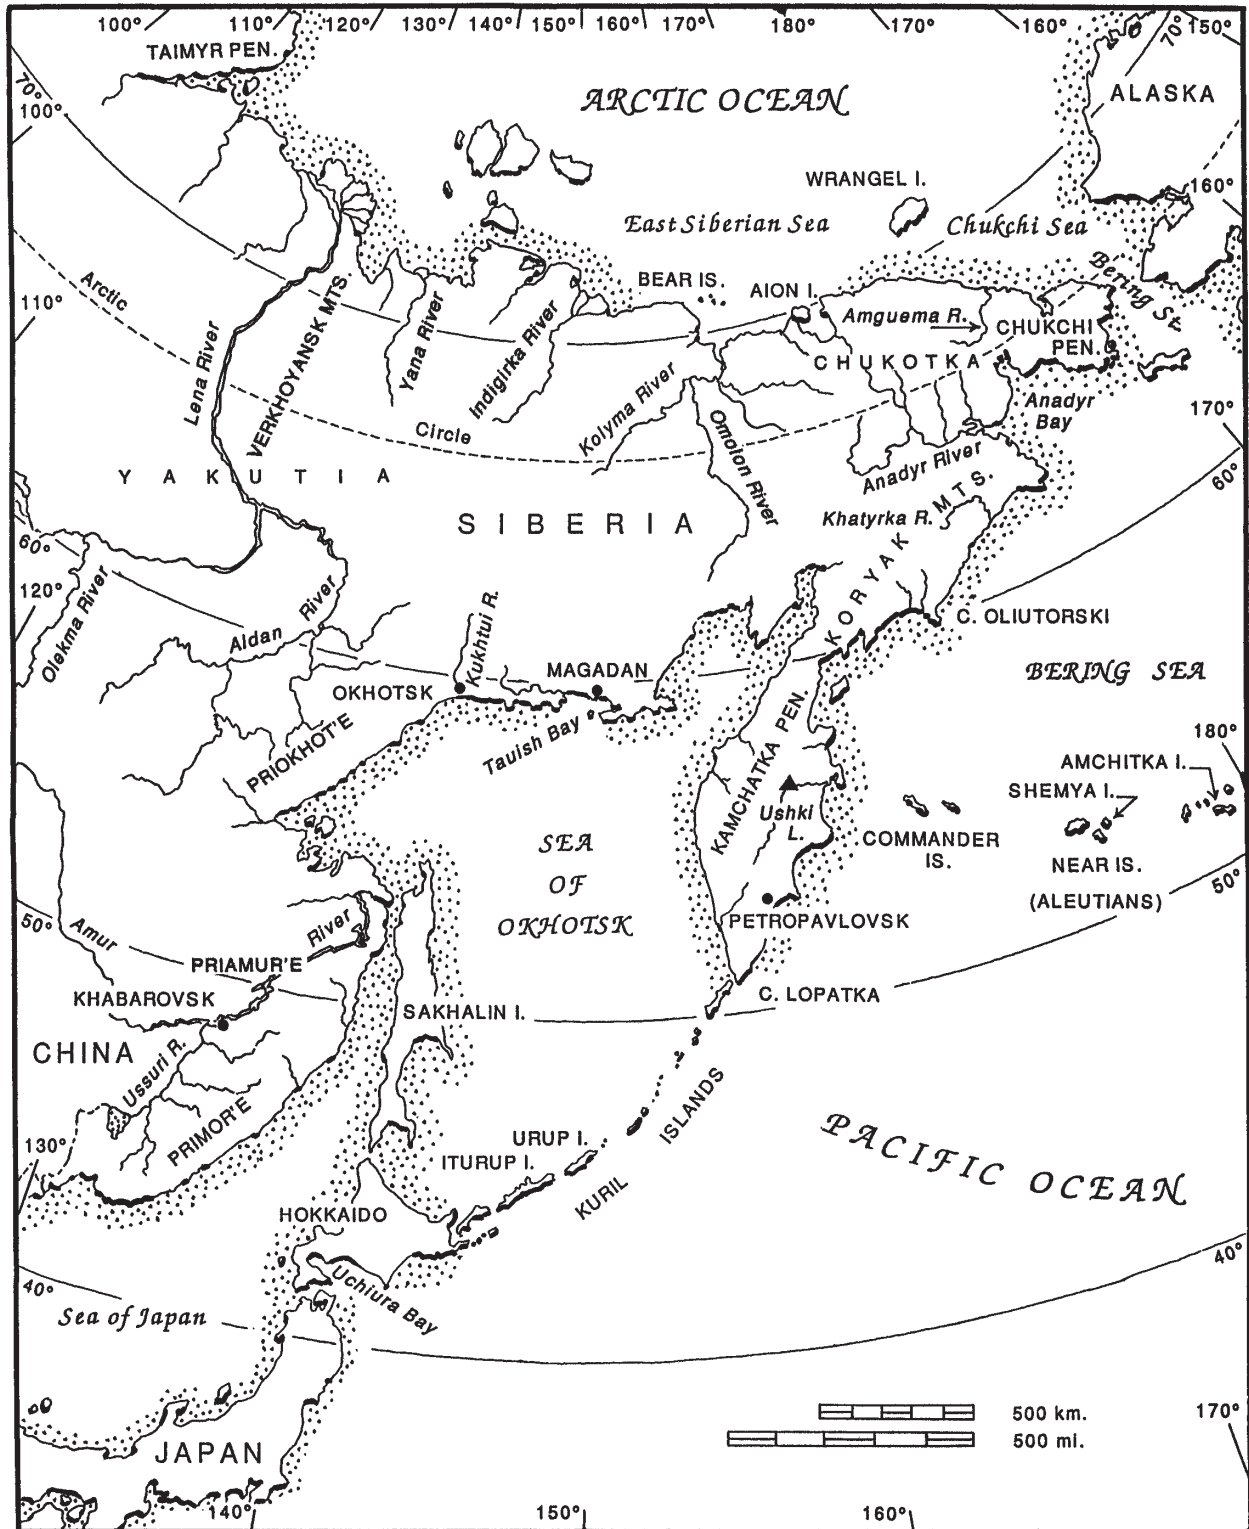 100° 110° 120° 130° 140° 150° 160° 170° 180° 170° 160° 70° 150°
TAIMYR PEN.
70°
100°
ARCTIC OCEAN
ALASKA
WRANGEL I.
160°
East Siberian Sea
Chukchi Sea
Bering St.
BEAR IS.
AION I.
Arctic
110°
Amguema R.
CHUKCHI
PEN.
Lena River
VERKHOYANSK MTS.
Yana River
Indigirka River
Kolyma River
CHUKOTKA
Anadyr
Bay
170°
Circle
Omolon River
Anadyr River
YAKUTIA
60°
SIBERIA
Khatyrka R.
KORYAK MTS.
60°
120°
Olekma River
Aldan River
Kukhtui R.
C. OLIUTORSKI
OKHOTSK
MAGADAN
BERING SEA
Tauish Bay
PRIOKHOT'E
KAMCHATKA PEN.
180°
AMCHITKA I.
SHEMYA I.
Ushki
L.
COMMANDER
IS.
NEAR IS.
(ALEUTIANS)
SEA
OF
OKHOTSK
50°
50°
Amur River
PETROPAVLOVSK
PRIAMUR'E
KHABAROVSK
C. LOPATKA
SAKHALIN I.
CHINA
Ussuri R.
PRIMOR'E
130°
KURIL ISLANDS
PACIFIC OCEAN
URUP I.
ITURUP I.
HOKKAIDO
40°
40°
Uchiura Bay
Sea of Japan
500 km.
500 mi.
170°
JAPAN
140° 150° 160°